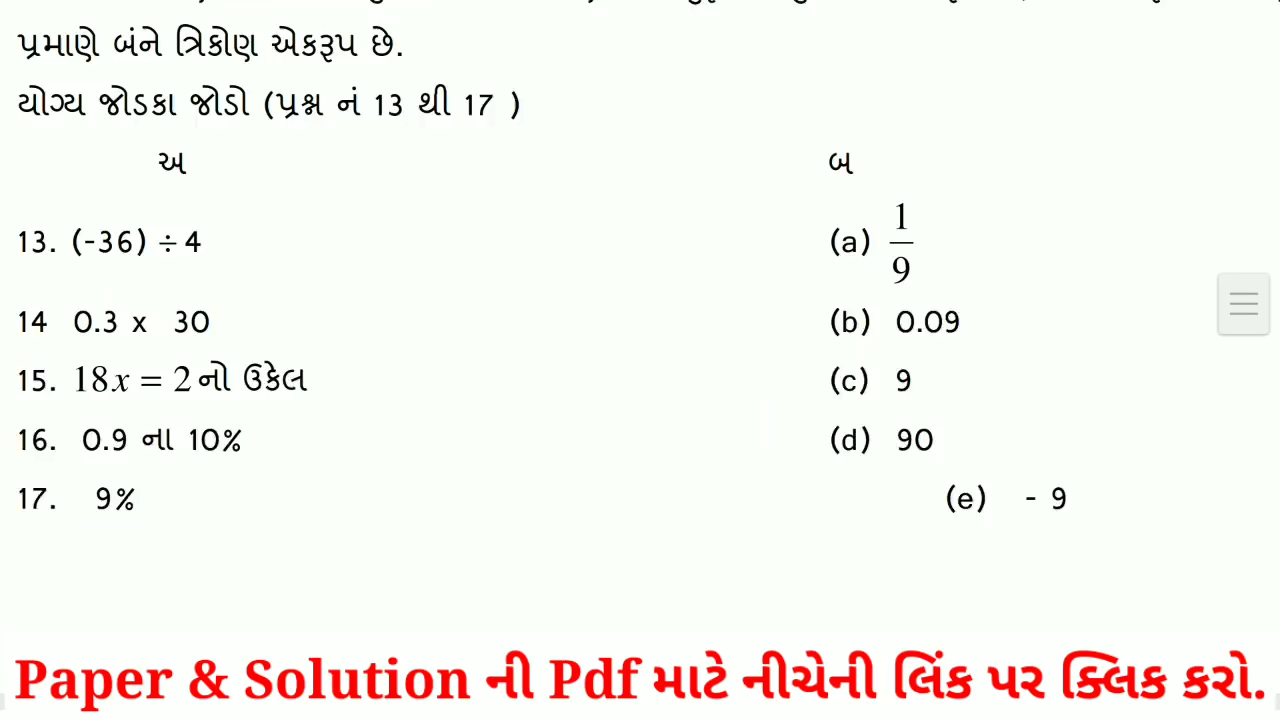 પ્રમાણે બંને ત્રિકોણ એકરૂપ છે.
યોગ્ય જોડકા જોડો (પ્રશ્ન નં 13 થી 17 )
અ બ
13. (-36) ÷ 4 (a) 1/9
14 0.3 x 30 (b) 0.09
15. 18x = 2 નો ઉકેલ (c) 9
16. 0.9 ના 10% (d) 90
17. 9% (e) - 9
Paper & Solution ની Pdf માટે નીચેની લિંક પર ક્લિક કરો.